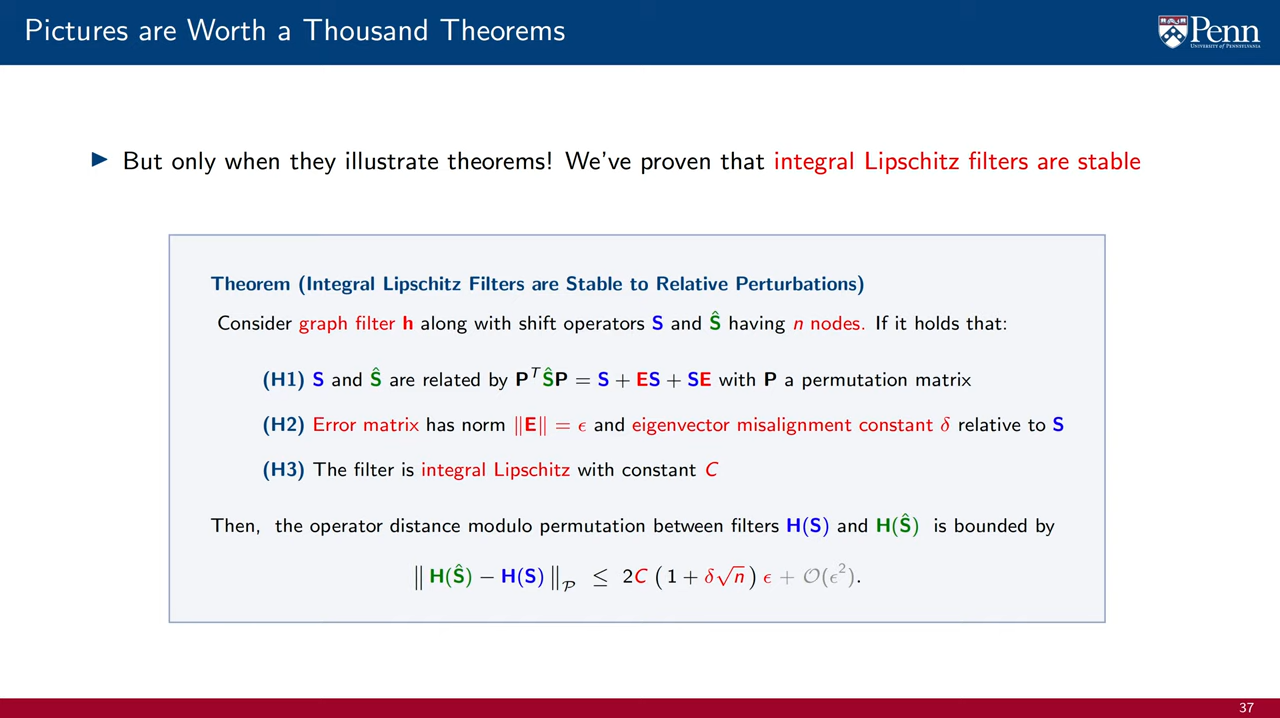 Pictures are Worth a Thousand Theorems
Penn
UNIVERSITY of PENNSYLVANIA
▶ But only when they illustrate theorems! We've proven that integral Lipschitz filters are stable
Theorem (Integral Lipschitz Filters are Stable to Relative Perturbations)
Consider graph filter h along with shift operators S and Ŝ having n nodes. If it holds that:
(H1) S and Ŝ are related by PᵀŜP = S + ES + SE with P a permutation matrix
(H2) Error matrix has norm ‖E‖ = ϵ and eigenvector misalignment constant δ relative to S
(H3) The filter is integral Lipschitz with constant C
Then, the operator distance modulo permutation between filters H(S) and H(Ŝ) is bounded by
‖H(Ŝ) − H(S)‖_𝒫 ≤ 2C (1 + δ√n) ϵ + 𝒪(ϵ²).
37